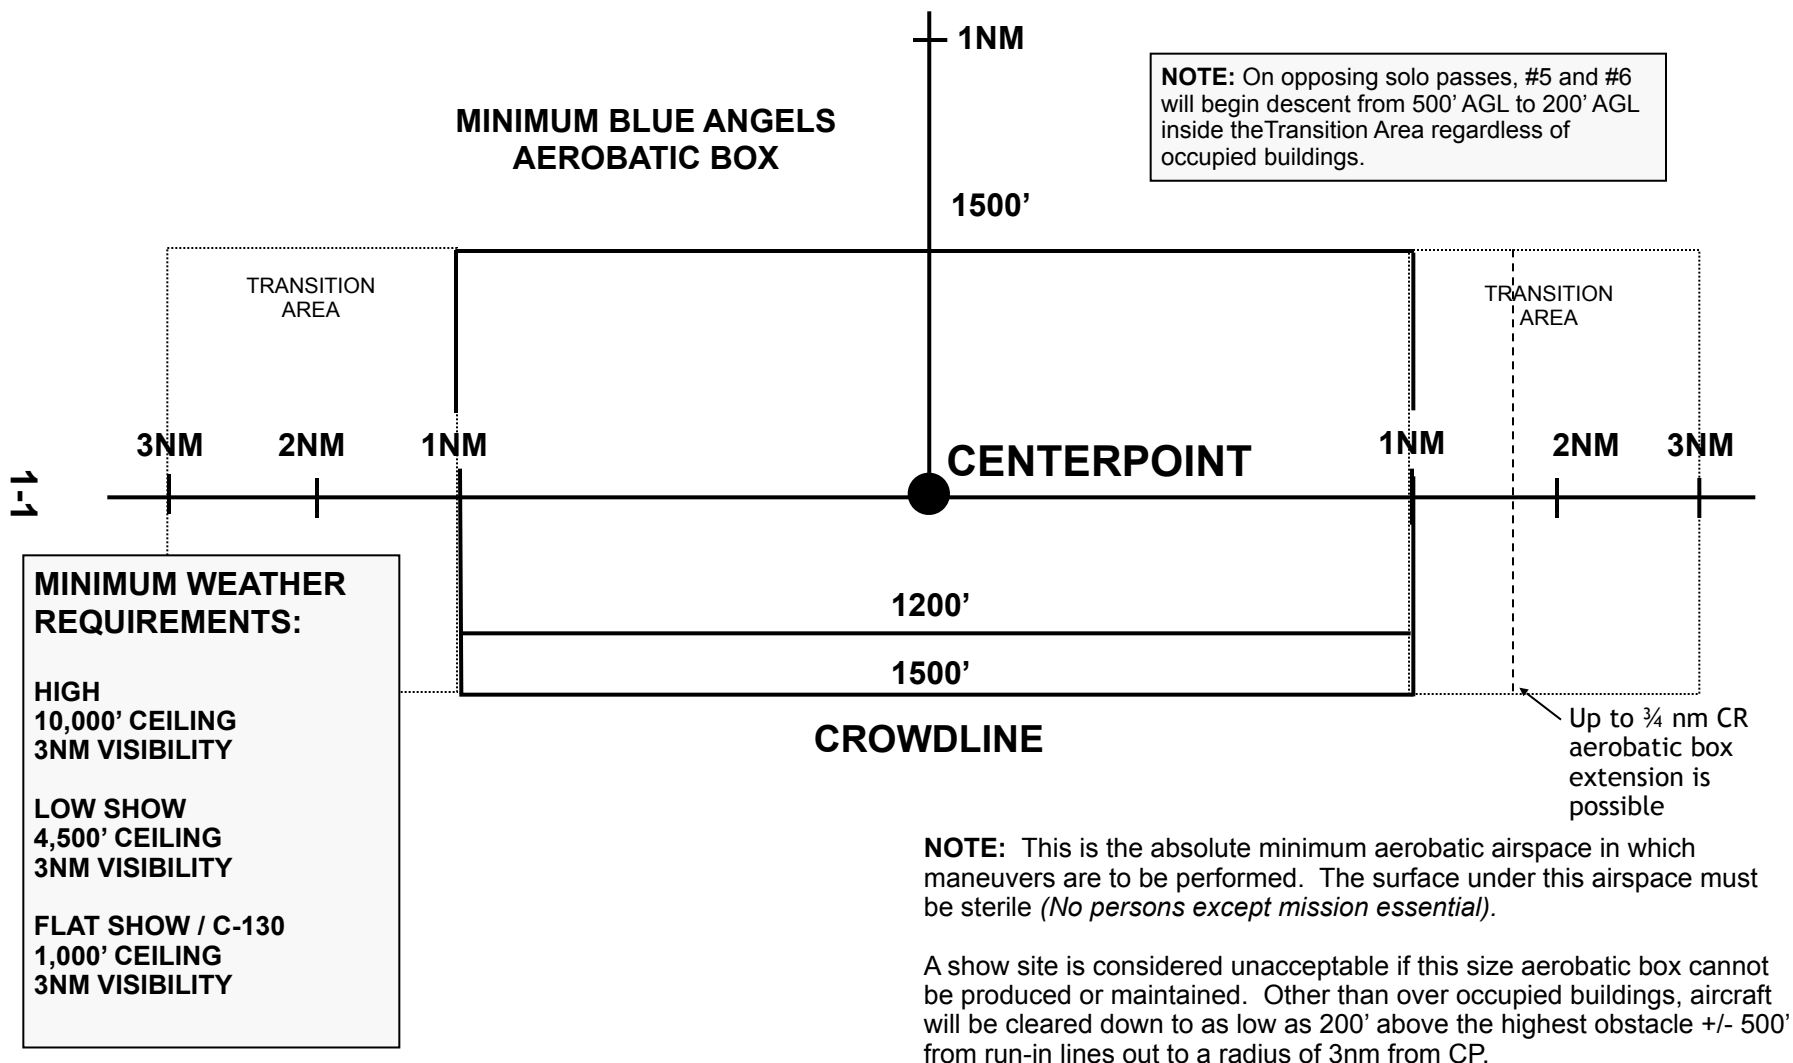 1NM
NOTE: On opposing solo passes, #5 and #6
will begin descent from 500’ AGL to 200’ AGL
inside theTransition Area regardless of
occupied buildings.
MINIMUM BLUE ANGELS
AEROBATIC BOX
1500’
TRANSITION
AREA
TRANSITION
AREA
3NM 2NM 1NM
CENTERPOINT
1NM 2NM 3NM
1-1
1200’
1500’
CROWDLINE
MINIMUM WEATHER
REQUIREMENTS:
HIGH
10,000’ CEILING
3NM VISIBILITY
LOW SHOW
4,500’ CEILING
3NM VISIBILITY
FLAT SHOW / C-130
1,000’ CEILING
3NM VISIBILITY
Up to ¾ nm CR
aerobatic box
extension is
possible
NOTE: This is the absolute minimum aerobatic airspace in which
maneuvers are to be performed. The surface under this airspace must
be sterile (No persons except mission essential).
A show site is considered unacceptable if this size aerobatic box cannot
be produced or maintained. Other than over occupied buildings, aircraft
will be cleared down to as low as 200’ above the highest obstacle +/- 500’
from run-in lines out to a radius of 3nm from CP.